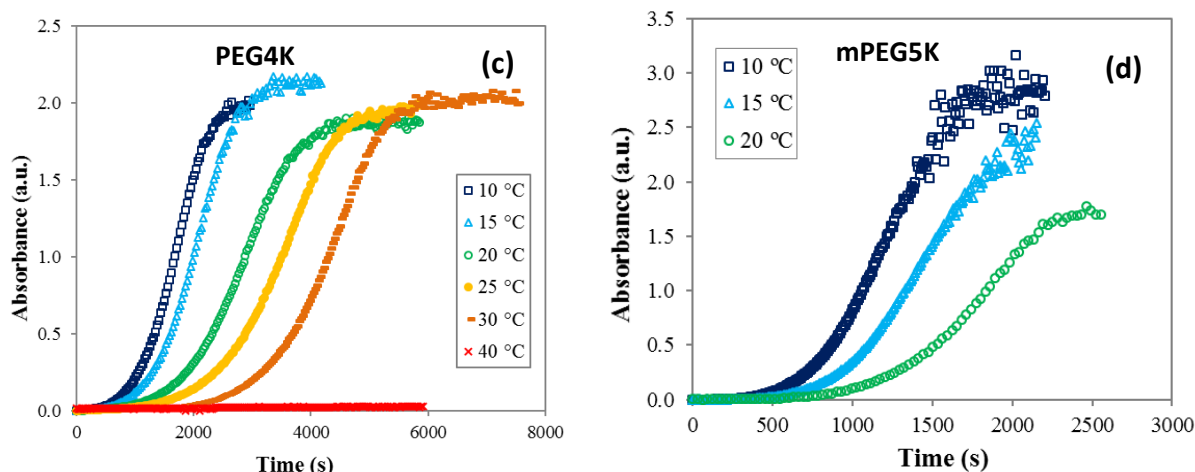 PEG4K
(c)
Absorbance (a.u.)
2.5
2.0
1.5
1.0
0.5
0.0
10 °C
15 °C
20 °C
25 °C
30 °C
40 °C
0
2000
4000
6000
8000
Time (s)
mPEG5K
(d)
Absorbance (a.u.)
3.5
3.0
2.5
2.0
1.5
1.0
0.5
0.0
10 ℃
15 ℃
20 ℃
0
500
1000
1500
2000
2500
3000
Time (s)